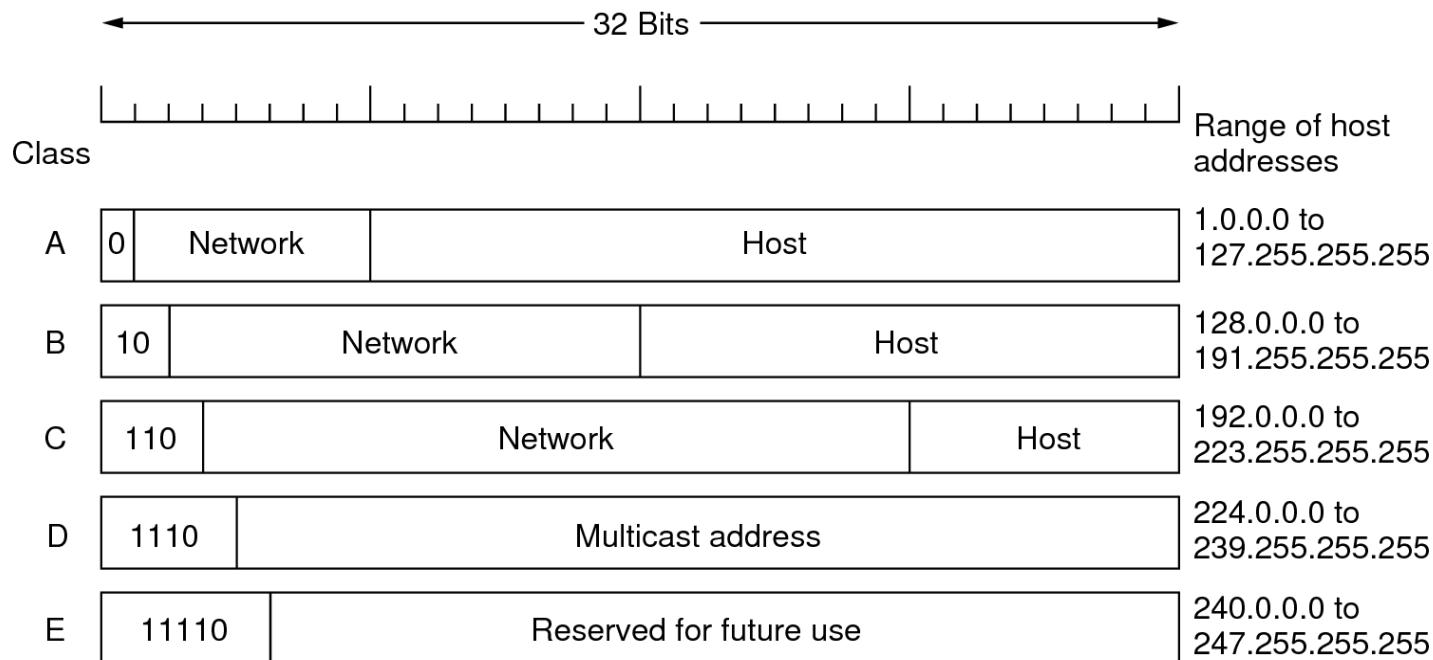 32 Bits
Range of host
addresses
Class
A
0
Network
Host
1.0.0.0 to
127.255.255.255
B
10
Network
Host
128.0.0.0 to
191.255.255.255
C
110
Network
Host
192.0.0.0 to
223.255.255.255
D
1110
Multicast address
224.0.0.0 to
239.255.255.255
E
11110
Reserved for future use
240.0.0.0 to
247.255.255.255